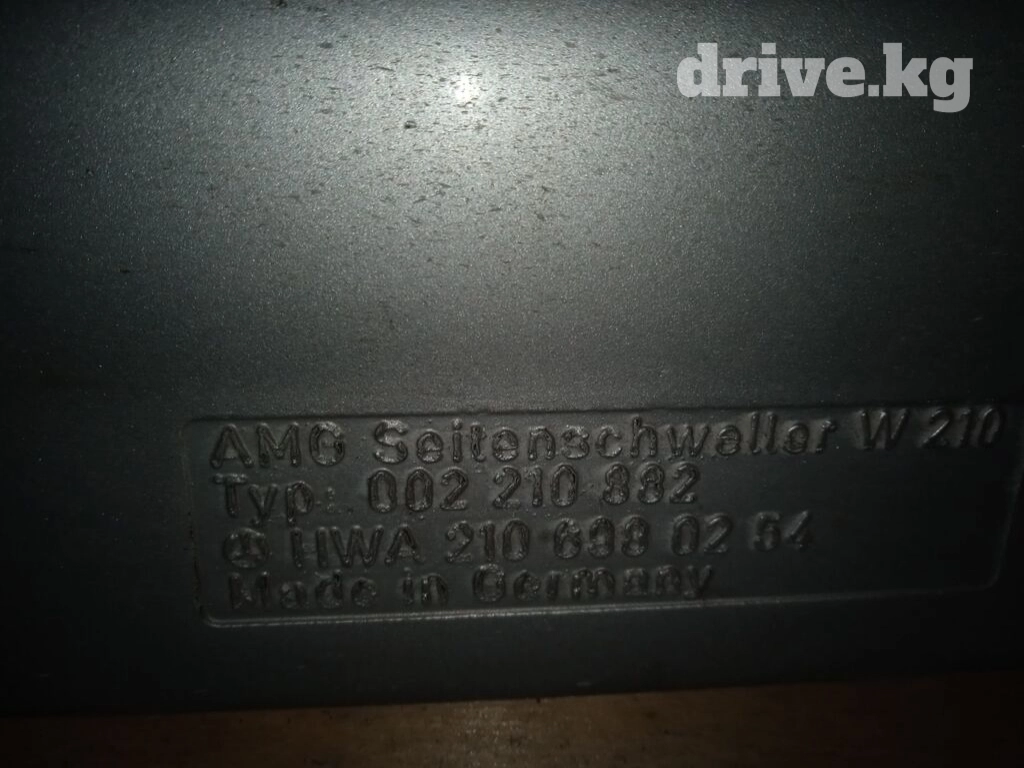 drive.kg
AMG Seitenschweller W 210
Typ: 002 210 882
HWA 210 698 02 54
Made in Germany